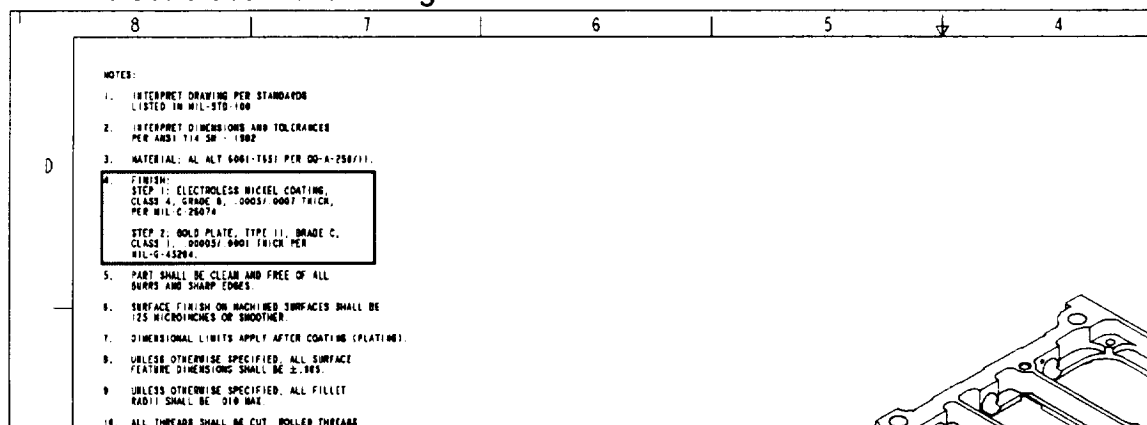 8 7 6 5 4
D
NOTES:
1. INTERPRET DRAWING PER STANDARDS
LISTED IN MIL-STD-100
2. INTERPRET DIMENSIONS AND TOLERANCES
PER ANSI Y14.5M - 1982
3. MATERIAL: AL ALY 6061-T651 PER QQ-A-250/11.
4. FINISH:
STEP 1: ELECTROLESS NICKEL COATING,
CLASS 4, GRADE B, .0005/.0007 THICK,
PER MIL-C-26074
STEP 2: GOLD PLATE, TYPE II, GRADE C,
CLASS 1, .00005/.0001 THICK PER
MIL-G-45204.
5. PART SHALL BE CLEAN AND FREE OF ALL
BURRS AND SHARP EDGES.
6. SURFACE FINISH ON MACHINED SURFACES SHALL BE
125 MICROINCHES OR SMOOTHER.
7. DIMENSIONAL LIMITS APPLY AFTER COATING (PLATING).
8. UNLESS OTHERWISE SPECIFIED, ALL SURFACE
FEATURE DIMENSIONS SHALL BE ±.005.
9 UNLESS OTHERWISE SPECIFIED, ALL FILLET
RADII SHALL BE .010 MAX.
10. ALL THREADS SHALL BE CUT. ROLLED THREADS